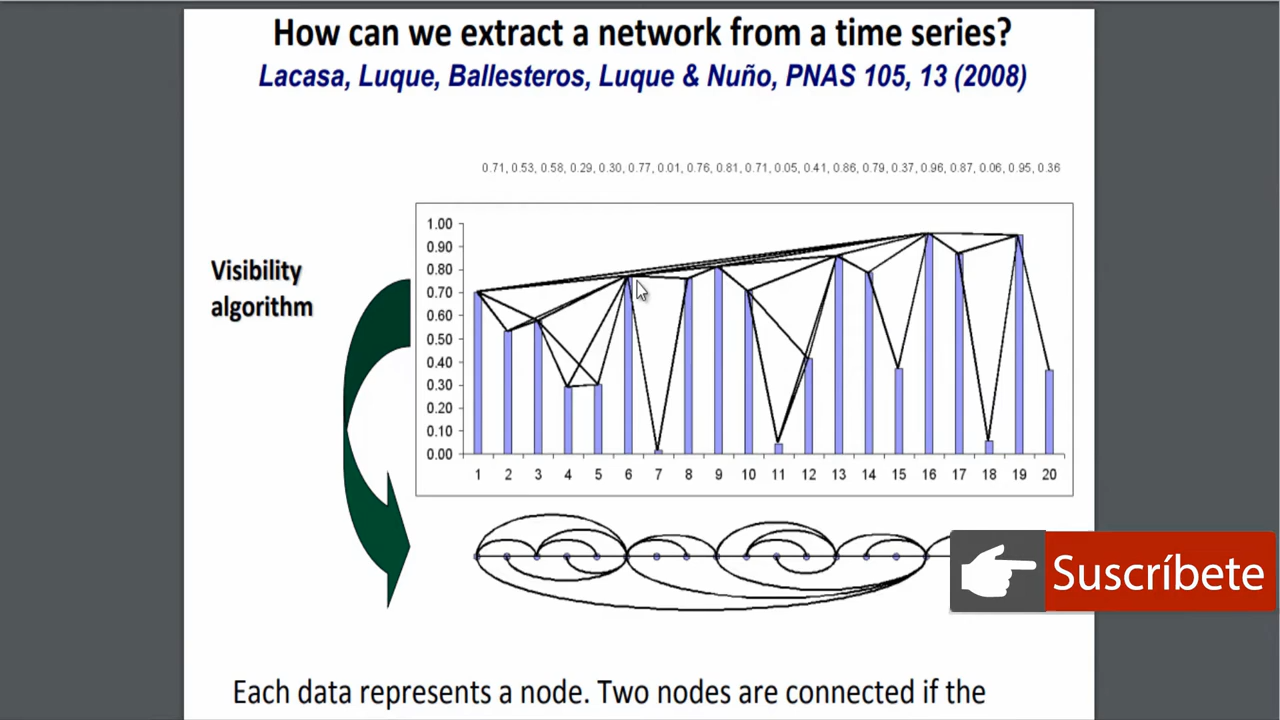 How can we extract a network from a time series?
Lacasa, Luque, Ballesteros, Luque & Nuño, PNAS 105, 13 (2008)
0.71, 0.53, 0.58, 0.29, 0.30, 0.77, 0.01, 0.76, 0.81, 0.71, 0.05, 0.41, 0.86, 0.79, 0.37, 0.96, 0.87, 0.06, 0.95, 0.36
Visibility
algorithm
1.00
0.90
0.80
0.70
0.60
0.50
0.40
0.30
0.20
0.10
0.00
1 2 3 4 5 6 7 8 9 10 11 12 13 14 15 16 17 18 19 20
Suscríbete
Each data represents a node. Two nodes are connected if the